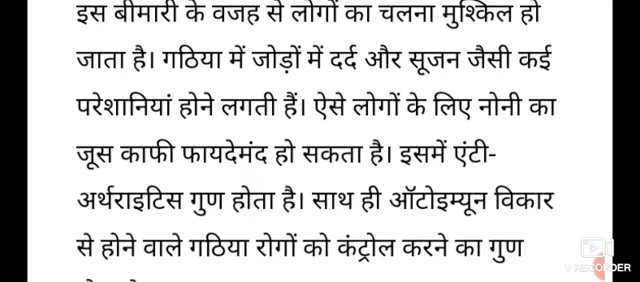 इस बीमारी के वजह से लोगों का चलना मुश्किल हो
जाता है। गठिया में जोड़ों में दर्द और सूजन जैसी कई
परेशानियां होने लगती हैं। ऐसे लोगों के लिए नोनी का
जूस काफी फायदेमंद हो सकता है। इसमें एंटी-
अर्थराइटिस गुण होता है। साथ ही ऑटोइम्यून विकार
से होने वाले गठिया रोगों को कंट्रोल करने का गुण
V RECORDER